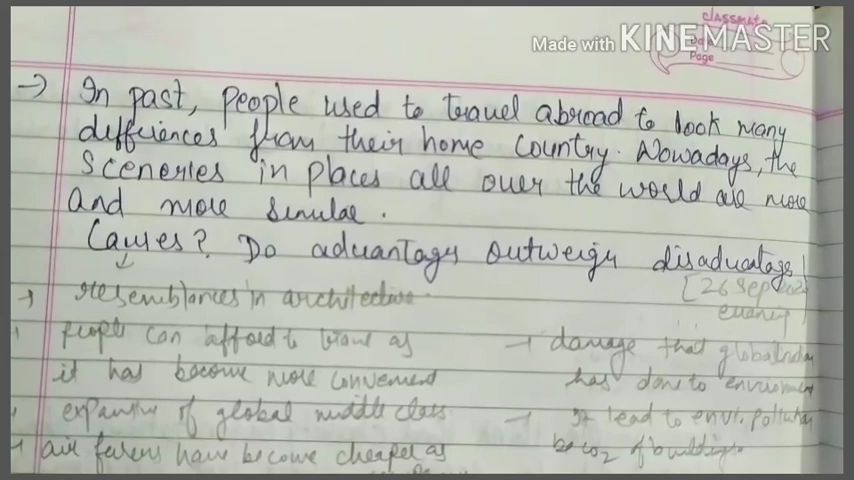 classmate
Made with KINEMASTER
Page
→ In past, people used to travel abroad to look many
differences from their home country. Nowadays, the
Sceneries in places all over the world are more
and more similar.
Causes? Do advantages outweigh disadvantages
→ resemblances in architecture.
[26 Sep
people can afford to travel as
it has become more convenient
expansive of global middle class
air farers have become cheaper as
→ damage that
has done to environment
→ It lead to envt. pollution
CO2 of buildings